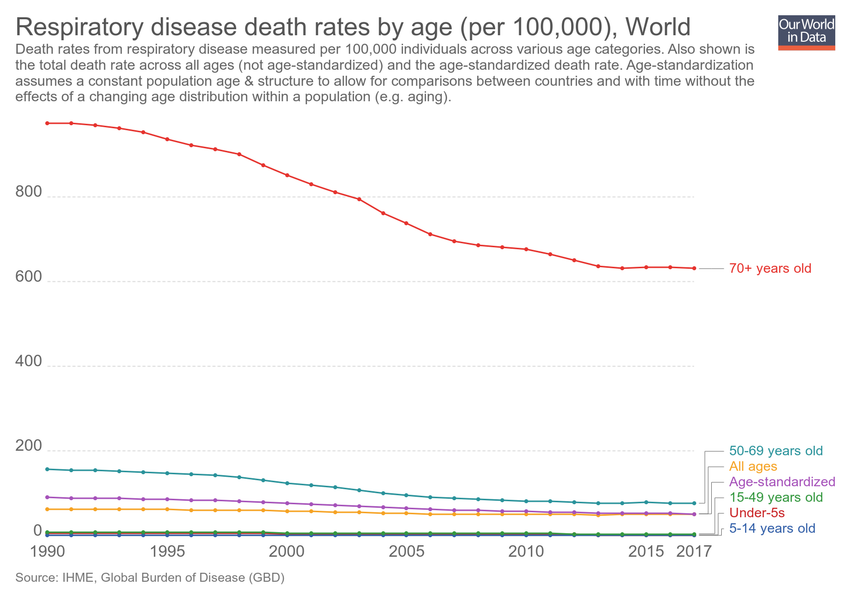 Respiratory disease death rates by age (per 100,000), World
Our World
in Data
Death rates from respiratory disease measured per 100,000 individuals across various age categories. Also shown is
the total death rate across all ages (not age-standardized) and the age-standardized death rate. Age-standardization
assumes a constant population age & structure to allow for comparisons between countries and with time without the
effects of a changing age distribution within a population (e.g. aging).
800
600
400
200
0
70+ years old
50-69 years old
All ages
Age-standardized
15-49 years old
Under-5s
5-14 years old
1990 1995 2000 2005 2010 2015 2017
Source: IHME, Global Burden of Disease (GBD)